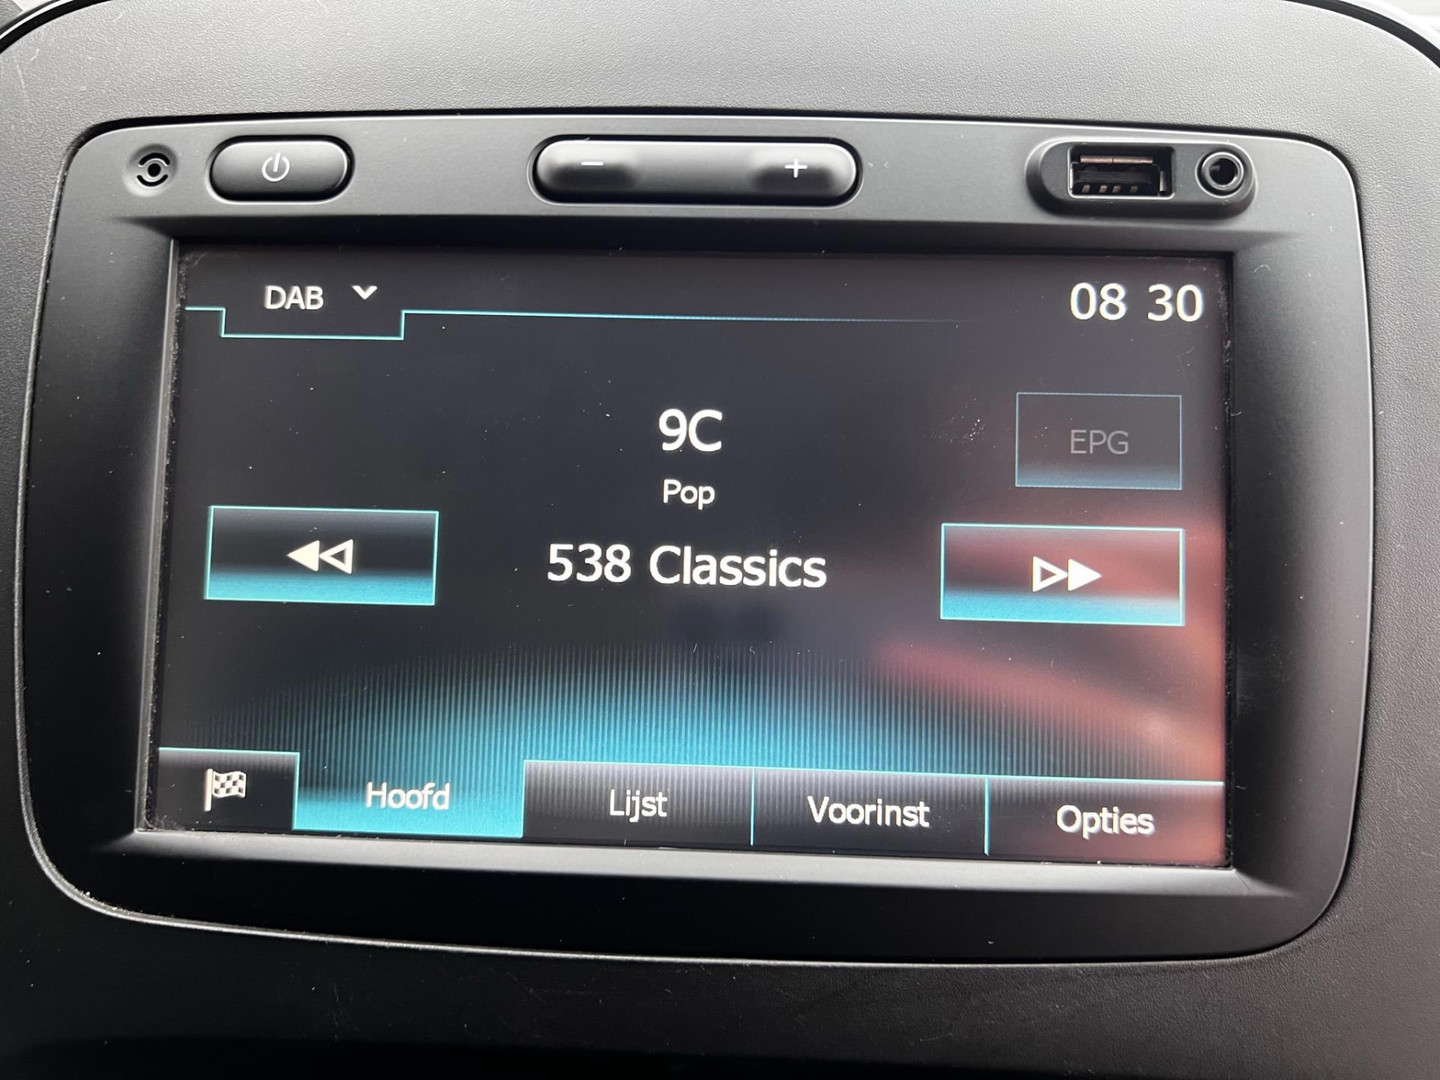 DAB
08 30
9C
EPG
Pop
538 Classics
Hoofd
Lijst
Voorinst
Opties